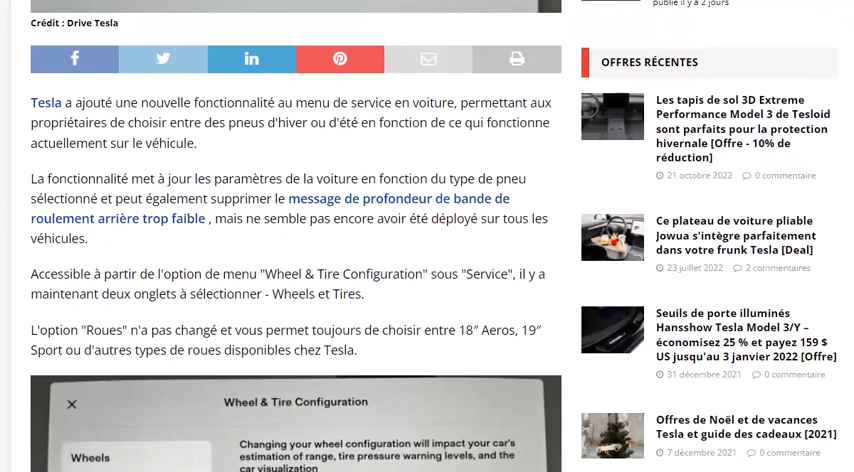 publié il y a 2 jours
Crédit : Drive Tesla
Tesla a ajouté une nouvelle fonctionnalité au menu de service en voiture, permettant aux
propriétaires de choisir entre des pneus d'hiver ou d'été en fonction de ce qui fonctionne
actuellement sur le véhicule.
La fonctionnalité met à jour les paramètres de la voiture en fonction du type de pneu
sélectionné et peut également supprimer le message de profondeur de bande de
roulement arrière trop faible , mais ne semble pas encore avoir été déployé sur tous les
véhicules.
Accessible à partir de l'option de menu "Wheel & Tire Configuration" sous "Service", il y a
maintenant deux onglets à sélectionner - Wheels et Tires.
L'option "Roues" n'a pas changé et vous permet toujours de choisir entre 18″ Aeros, 19″
Sport ou d'autres types de roues disponibles chez Tesla.
Wheel & Tire Configuration
Wheels
Changing your wheel configuration will impact your car's
estimation of range, tire pressure warning levels, and the
car visualization
OFFRES RÉCENTES
Les tapis de sol 3D Extreme
Performance Model 3 de Tesloid
sont parfaits pour la protection
hivernale [Offre - 10% de
réduction]
21 octobre 2022 0 commentaire
Ce plateau de voiture pliable
Jowua s'intègre parfaitement
dans votre frunk Tesla [Deal]
23 juillet 2022 2 commentaires
Seuils de porte illuminés
Hansshow Tesla Model 3/Y –
économisez 25 % et payez 159 $
US jusqu'au 3 janvier 2022 [Offre]
31 décembre 2021 0 commentaire
Offres de Noël et de vacances
Tesla et guide des cadeaux [2021]
7 décembre 2021 0 commentaire